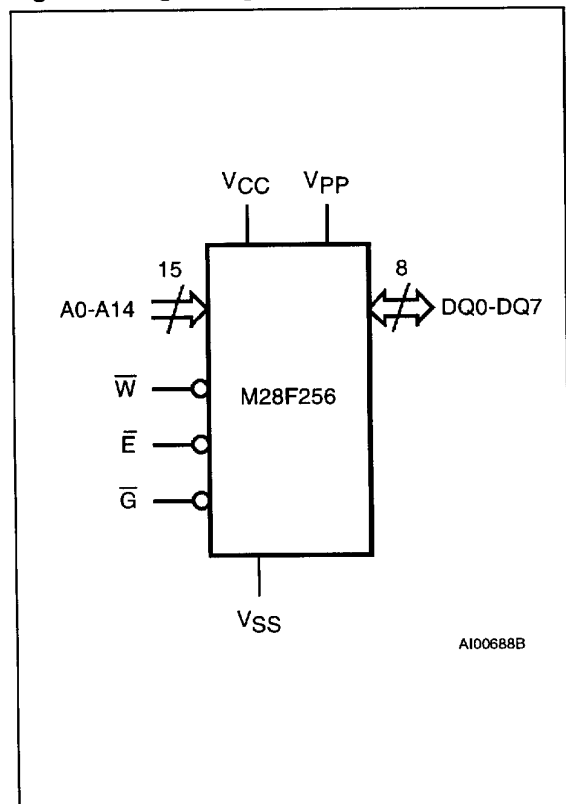 VCC VPP
15
8
A0-A14
DQ0-DQ7
W̅
M28F256
E̅
G̅
VSS
AI00688B